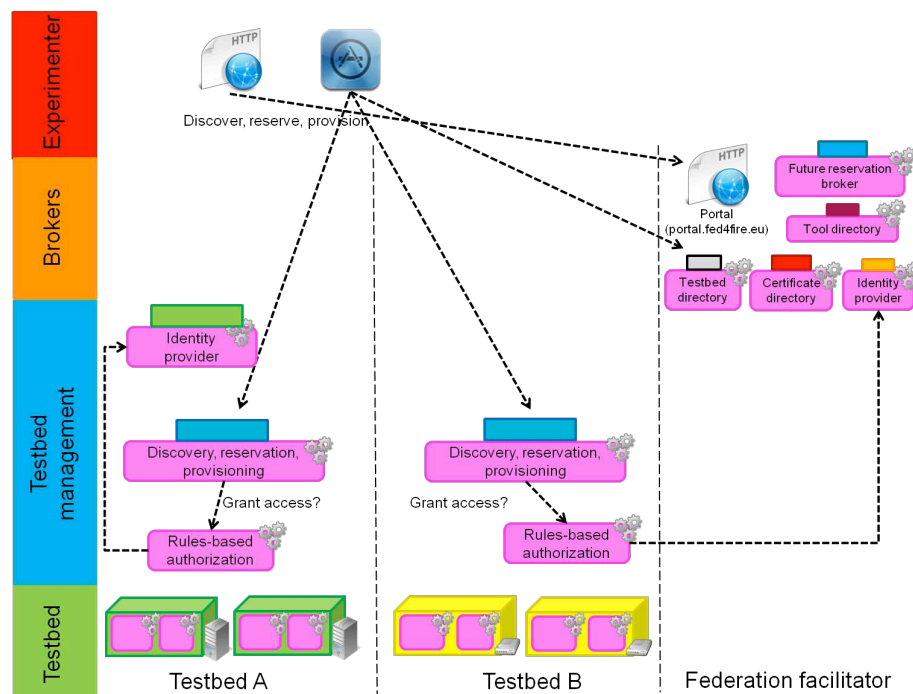 Experimenter
HTTP
Discover, reserve, provision
Brokers
HTTP
Portal
(portal.fed4fire.eu)
Future reservation
broker
Tool directory
Testbed
directory
Certificate
directory
Identity
provider
Testbed
management
Identity
provider
Discovery, reservation,
provisioning
Grant access?
Rules-based
authorization
Discovery, reservation,
provisioning
Grant access?
Rules-based
authorization
Testbed
Testbed A
Testbed B
Federation facilitator